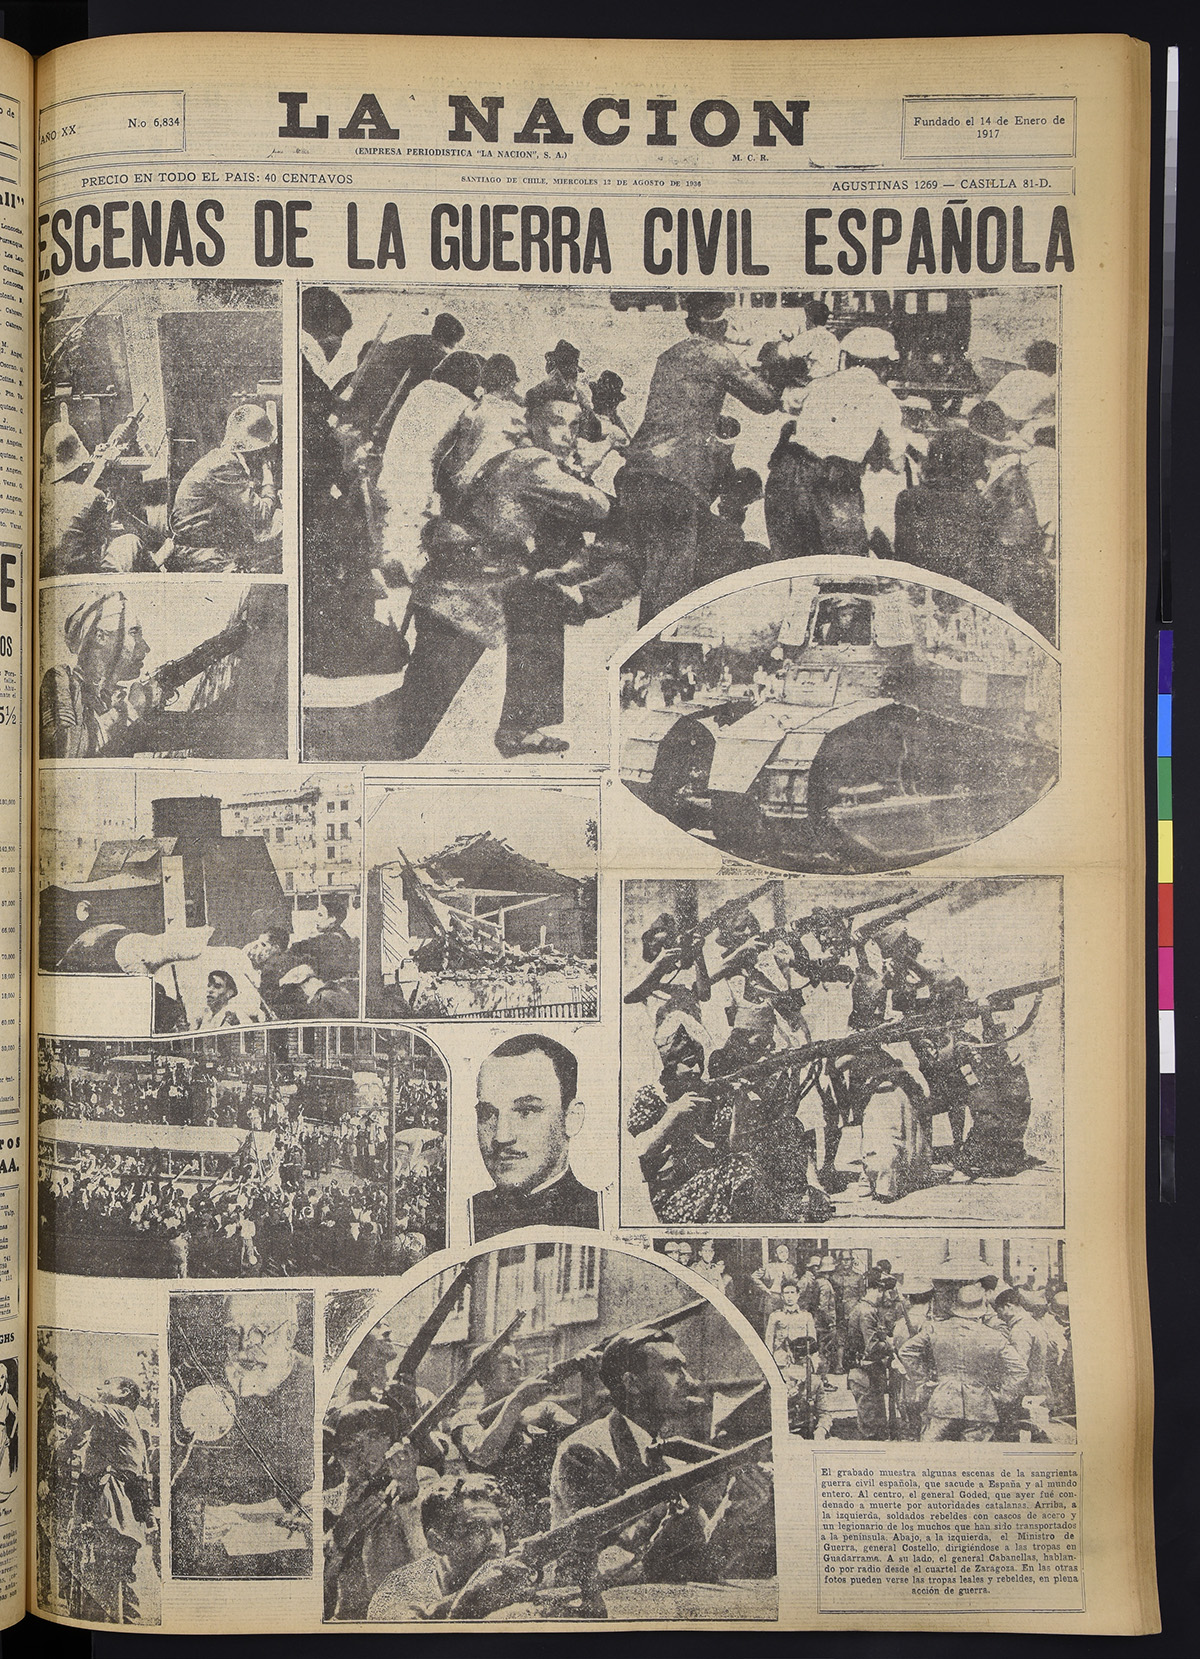 AÑO XX
No 6,834
LA NACION
(EMPRESA PERIODISTICA "LA NACION", S. A.)
M. C. R.
Fundado el 14 de Enero de
1917
PRECIO EN TODO EL PAIS: 40 CENTAVOS
SANTIAGO DE CHILE, MIERCOLES 12 DE AGOSTO DE 1936
AGUSTINAS 1269 — CASILLA 81-D.
ESCENAS DE LA GUERRA CIVIL ESPAÑOLA
El grabado muestra algunas escenas de la sangrienta
guerra civil española, que sacude a España y al mundo
entero. Al centro, el general Goded, que ayer fué con-
denado a muerte por autoridades catalanas. Arriba, a
la izquierda, soldados rebeldes con cascos de acero y
un legionario de los muchos que han sido transportados
a la península. Abajo, a la izquierda, el Ministro de
Guerra, general Costello, dirigiéndose a las tropas en
Guadarrama. A su lado, el general Cabanellas, hablan-
do por radio desde el cuartel de Zaragoza. En las otras
fotos pueden verse las tropas leales y rebeldes, en plena
acción de guerra.